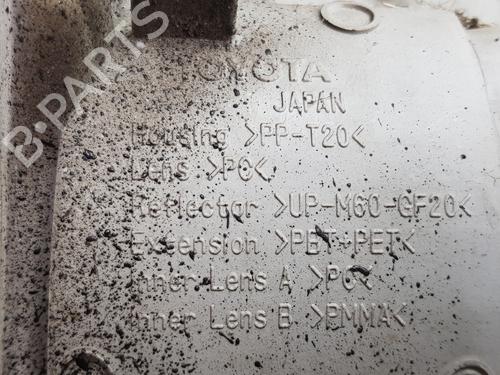 B-PARTS
TOYOTA
JAPAN
Housing >PP-T20<
Lens >PC<
Reflector >UP-M60-GF20<
Extension >PBT+PET<
Inner Lens A >PC<
Inner Lens B >PMMA<